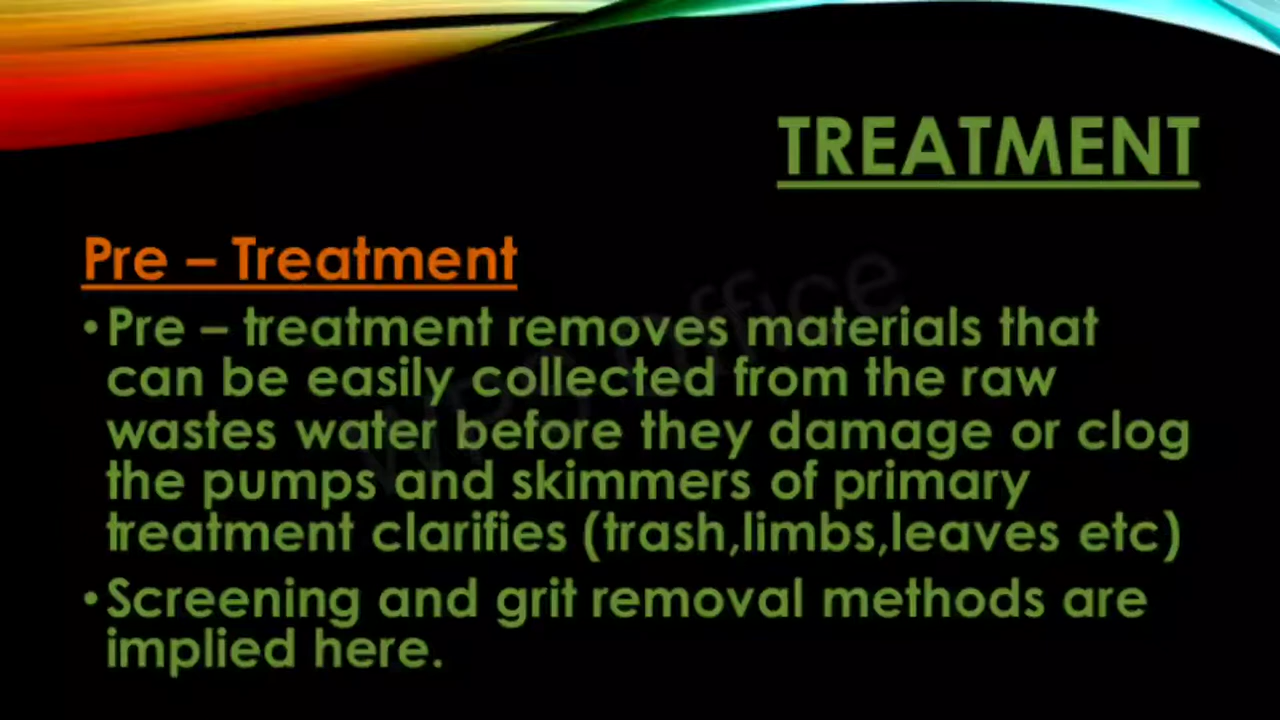 TREATMENT
Pre – Treatment
• Pre – treatment removes materials that
can be easily collected from the raw
wastes water before they damage or clog
the pumps and skimmers of primary
treatment clarifies (trash,limbs,leaves etc)
• Screening and grit removal methods are
implied here.
WPS Office